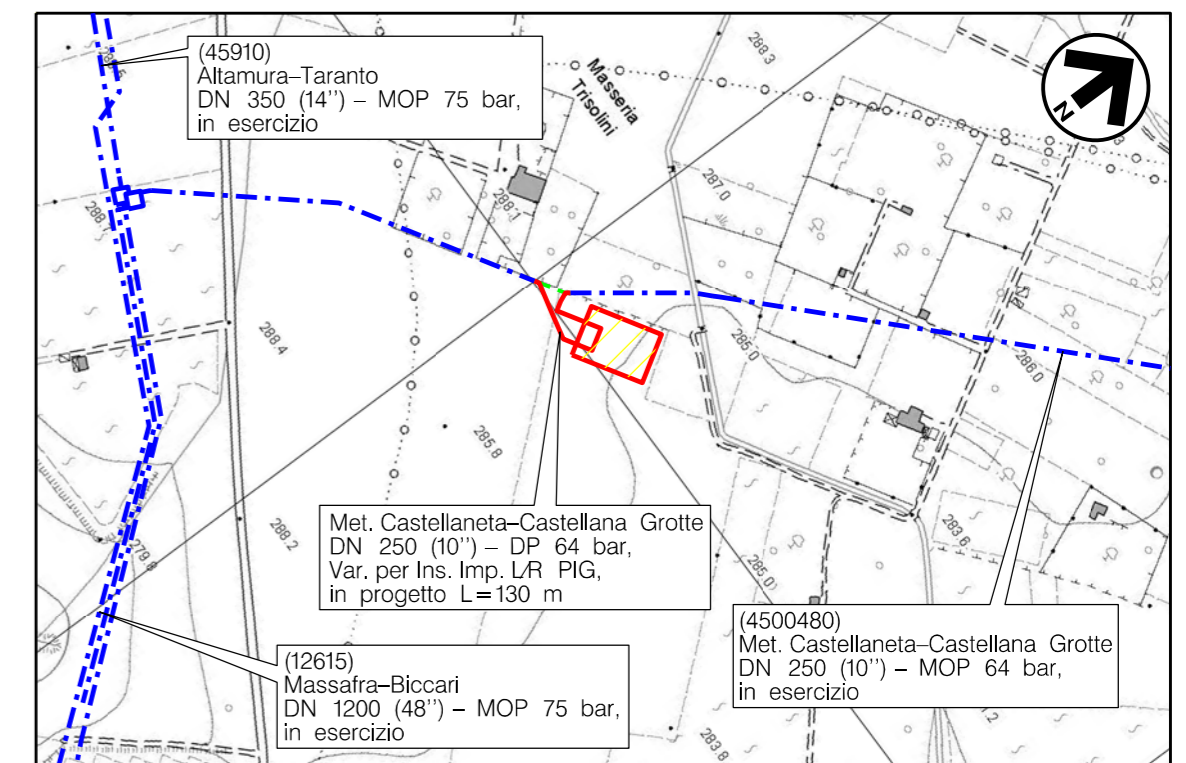 (45910)
Altamura–Taranto
DN 350 (14'') – MOP 75 bar,
in esercizio
Masseria
Trisolini
288.3
N
288.1
287.0
288.1
288.4
285.0
286.0
285.8
288.2
279.8
Met. Castellaneta–Castellana Grotte
DN 250 (10'') – DP 64 bar,
Var. per Ins. Imp. L/R PIG,
in progetto L=130 m
285.0
283.6
(4500480)
Met. Castellaneta–Castellana Grotte
DN 250 (10'') – MOP 64 bar,
in esercizio
(12615)
Massafra–Biccari
DN 1200 (48'') – MOP 75 bar,
in esercizio
283.8